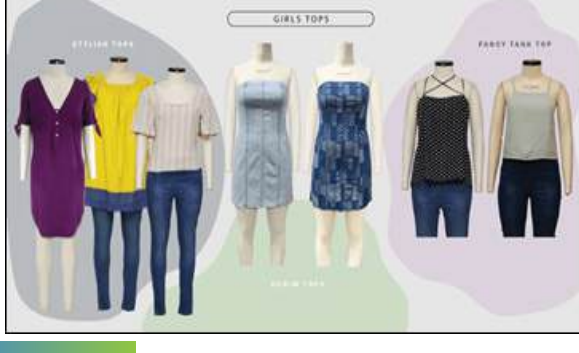 GIRLS TOPS
STYLISH TOPS
FANCY TANK TOP
DENIM TOPS